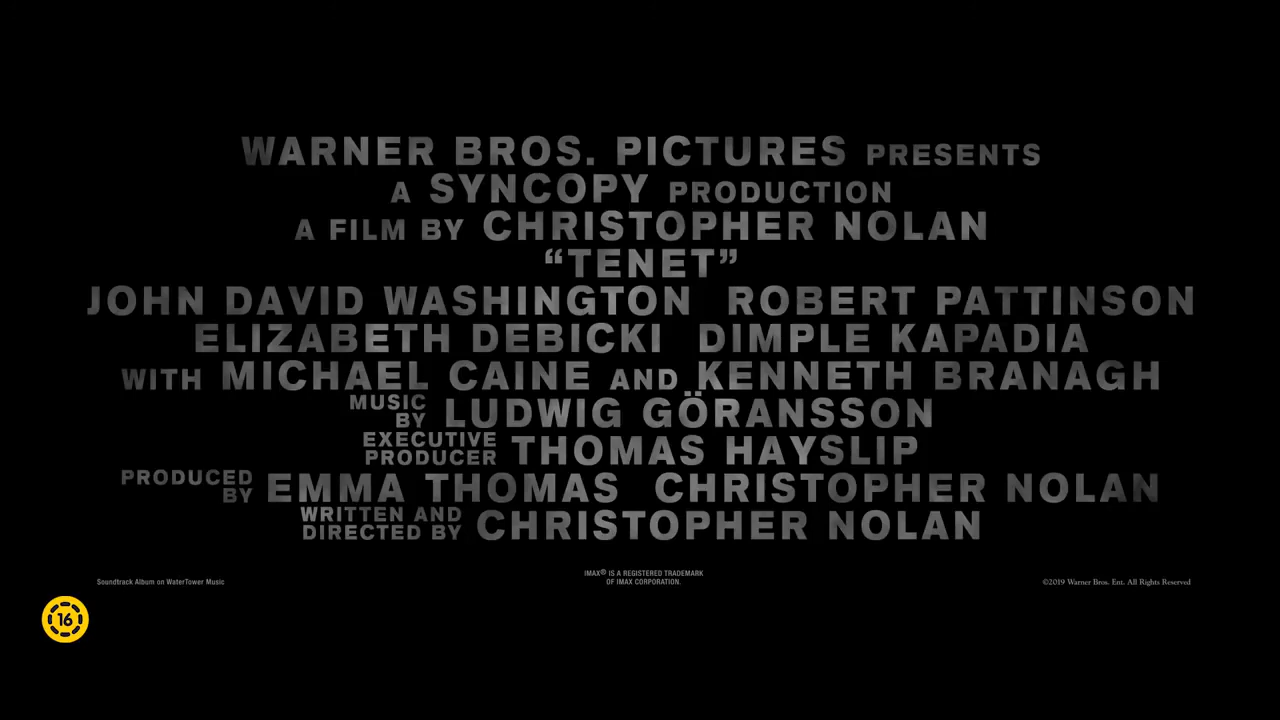 WARNER BROS. PICTURES PRESENTS
A SYNCOPY PRODUCTION
A FILM BY CHRISTOPHER NOLAN
“TENET”
JOHN DAVID WASHINGTON ROBERT PATTINSON
ELIZABETH DEBICKI DIMPLE KAPADIA
WITH MICHAEL CAINE AND KENNETH BRANAGH
MUSIC BY LUDWIG GÖRANSSON
EXECUTIVE PRODUCER THOMAS HAYSLIP
PRODUCED BY EMMA THOMAS CHRISTOPHER NOLAN
WRITTEN AND DIRECTED BY CHRISTOPHER NOLAN
Soundtrack Album on WaterTower Music
IMAX® IS A REGISTERED TRADEMARK
OF IMAX CORPORATION.
©2019 Warner Bros. Ent. All Rights Reserved
16